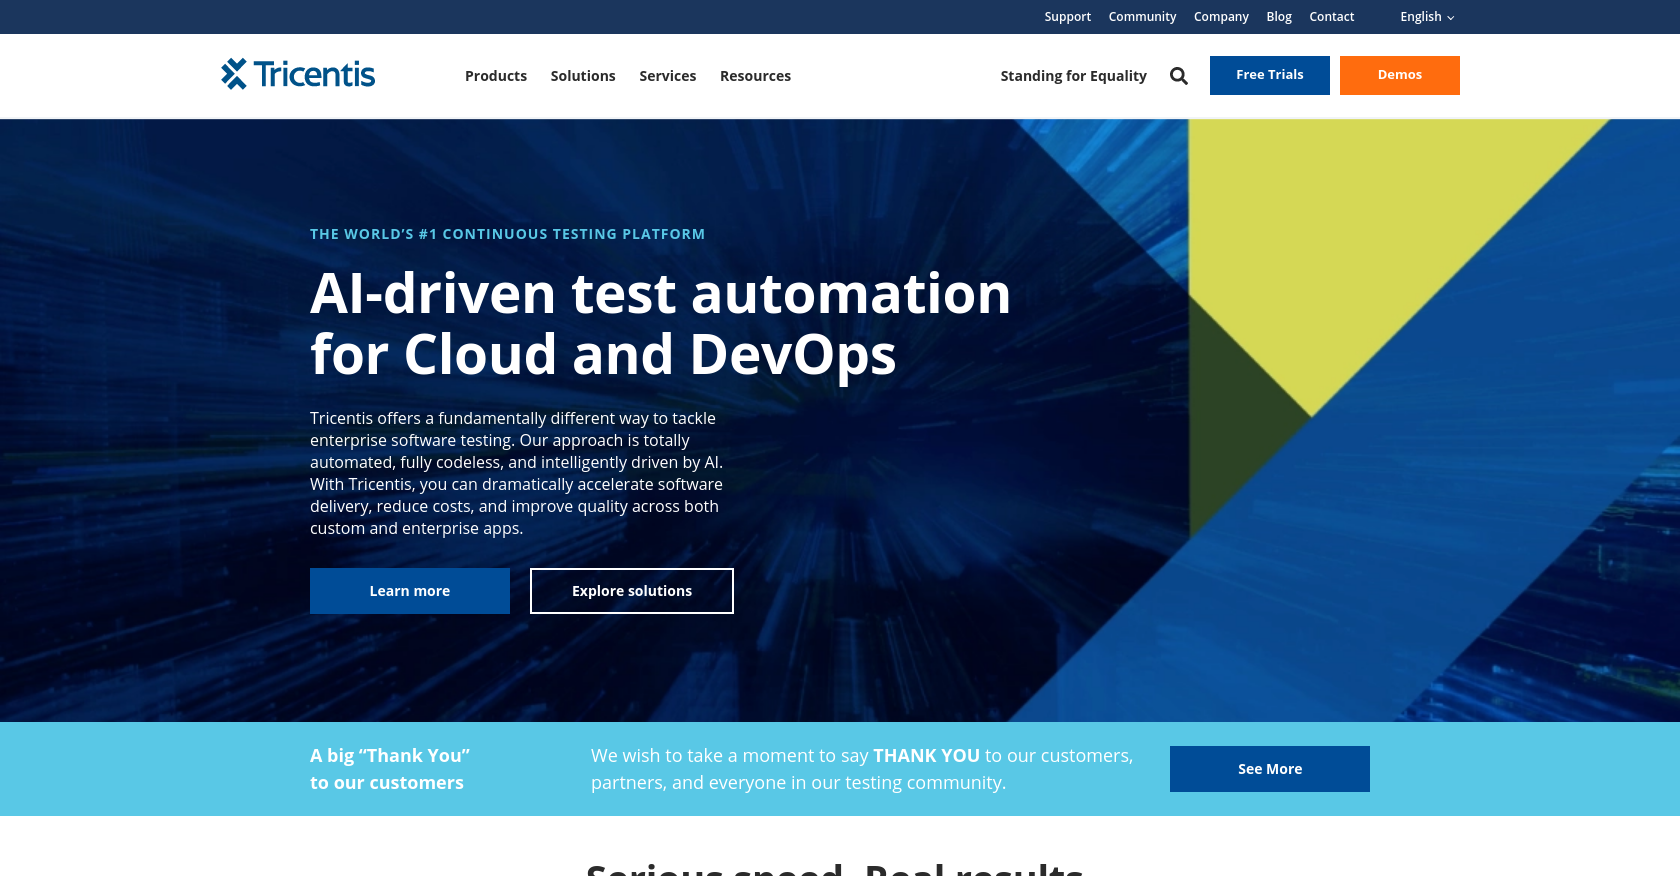 Support Community Company Blog Contact English
Tricentis Products Solutions Services Resources Standing for Equality Free Trials Demos
THE WORLD’S #1 CONTINUOUS TESTING PLATFORM
AI-driven test automation
for Cloud and DevOps
Tricentis offers a fundamentally different way to tackle
enterprise software testing. Our approach is totally
automated, fully codeless, and intelligently driven by AI.
With Tricentis, you can dramatically accelerate software
delivery, reduce costs, and improve quality across both
custom and enterprise apps.
Learn more Explore solutions
A big “Thank You”
to our customers
We wish to take a moment to say THANK YOU to our customers,
partners, and everyone in our testing community.
See More
Serious speed. Real results